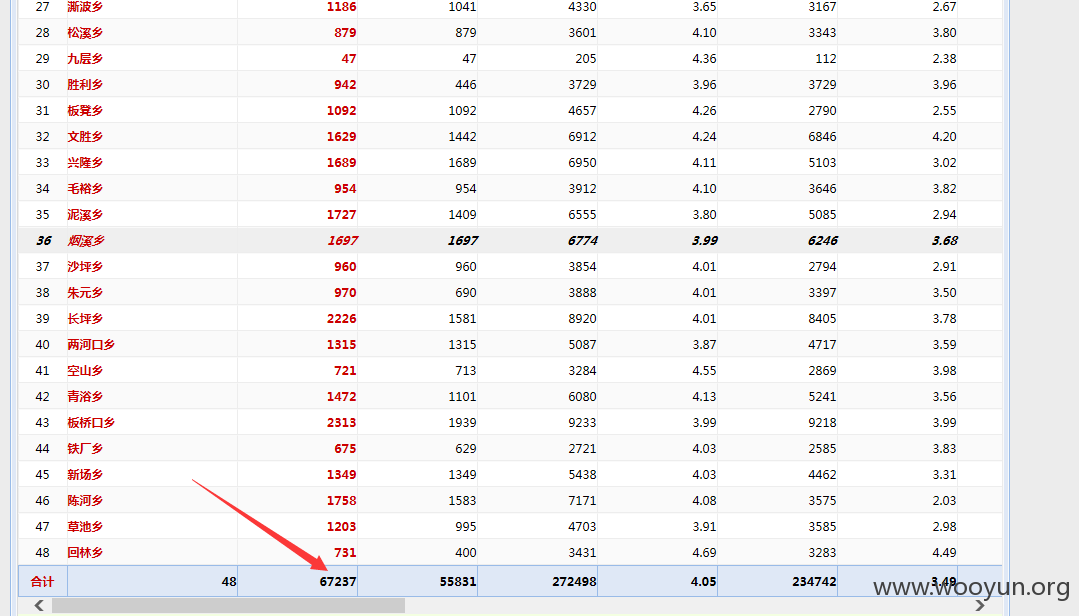 27 澌波乡 1186 1041 4330 3.65 3167 2.67
28 松溪乡 879 879 3601 4.10 3343 3.80
29 九层乡 47 47 205 4.36 112 2.38
30 胜利乡 942 446 3729 3.96 3729 3.96
31 板凳乡 1092 1092 4657 4.26 2790 2.55
32 文胜乡 1629 1442 6912 4.24 6846 4.20
33 兴隆乡 1689 1689 6950 4.11 5103 3.02
34 毛裕乡 954 954 3912 4.10 3646 3.82
35 泥溪乡 1727 1409 6555 3.80 5085 2.94
36 烟溪乡 1697 1697 6774 3.99 6246 3.68
37 沙坪乡 960 960 3854 4.01 2794 2.91
38 朱元乡 970 690 3888 4.01 3397 3.50
39 长坪乡 2226 1581 8920 4.01 8405 3.78
40 两河口乡 1315 1315 5087 3.87 4717 3.59
41 空山乡 721 713 3284 4.55 2869 3.98
42 青浴乡 1472 1101 6080 4.13 5241 3.56
43 板桥口乡 2313 1939 9233 3.99 9218 3.99
44 铁厂乡 675 629 2721 4.03 2585 3.83
45 新场乡 1349 1349 5438 4.03 4462 3.31
46 陈河乡 1758 1583 7171 4.08 3575 2.03
47 草池乡 1203 995 4703 3.91 3585 2.98
48 回林乡 731 400 3431 4.69 3283 4.49
合计 48 67237 55831 272498 4.05 234742 3.49
www.wooyun.org